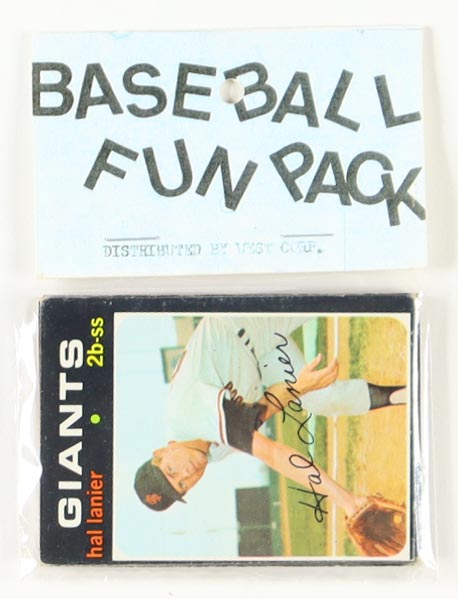 BASEBALL
FUN PACK
DISTRIBUTED BY WEST CORP.
GIANTS
hal lanier • 2b-ss
Hal Lanier